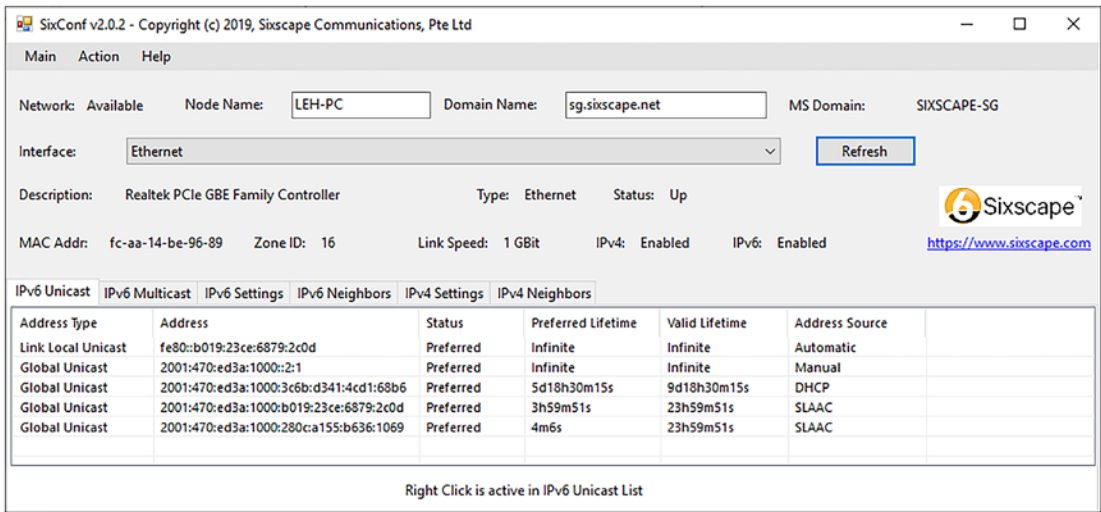 SixConf v2.0.2 - Copyright (c) 2019, Sixscape Communications, Pte Ltd
Main Action Help
Network: Available Node Name: LEH-PC Domain Name: sg.sixscape.net MS Domain: SIXSCAPE-SG
Interface: Ethernet Refresh
Description: Realtek PCIe GBE Family Controller Type: Ethernet Status: Up
6 Sixscape™
MAC Addr: fc-aa-14-be-96-89 Zone ID: 16 Link Speed: 1 GBit IPv4: Enabled IPv6: Enabled https://www.sixscape.com
IPv6 Unicast IPv6 Multicast IPv6 Settings IPv6 Neighbors IPv4 Settings IPv4 Neighbors
Address Type Address Status Preferred Lifetime Valid Lifetime Address Source
Link Local Unicast fe80::b019:23ce:6879:2c0d Preferred Infinite Infinite Automatic
Global Unicast 2001:470:ed3a:1000::2:1 Preferred Infinite Infinite Manual
Global Unicast 2001:470:ed3a:1000:3c6b:d341:4cd1:68b6 Preferred 5d18h30m15s 9d18h30m15s DHCP
Global Unicast 2001:470:ed3a:1000:b019:23ce:6879:2c0d Preferred 3h59m51s 23h59m51s SLAAC
Global Unicast 2001:470:ed3a:1000:280c:a155:b636:1069 Preferred 4m6s 23h59m51s SLAAC
Right Click is active in IPv6 Unicast List